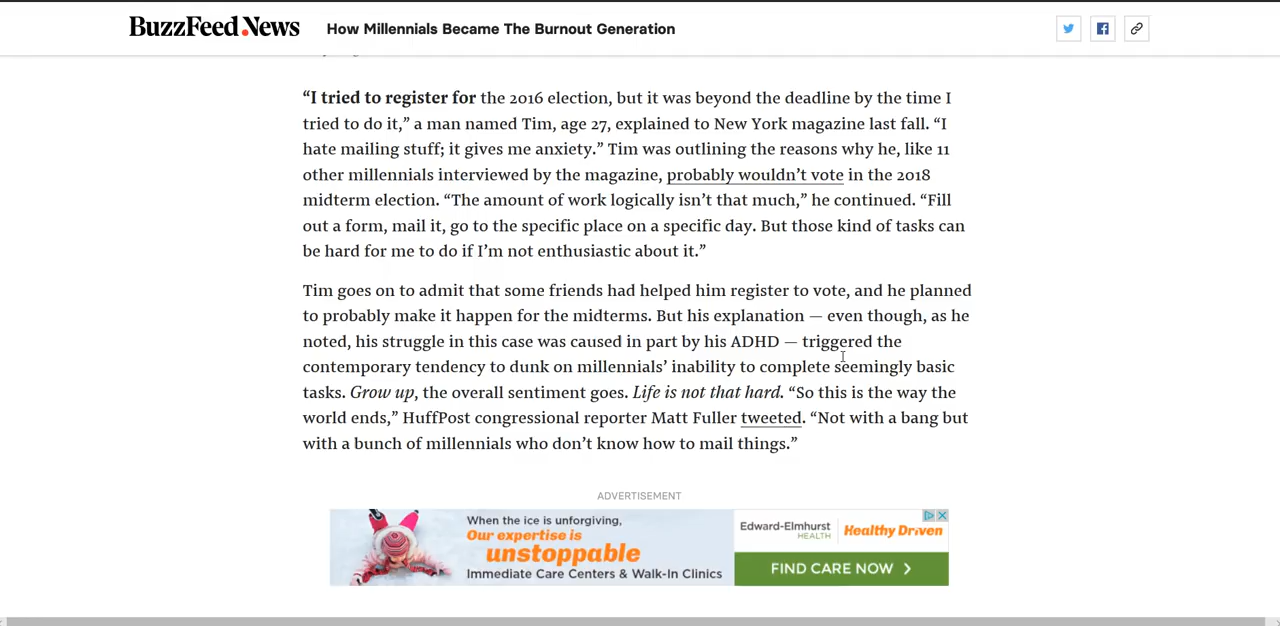 BuzzFeed News
How Millennials Became The Burnout Generation
“I tried to register for the 2016 election, but it was beyond the deadline by the time I
tried to do it,” a man named Tim, age 27, explained to New York magazine last fall. “I
hate mailing stuff; it gives me anxiety.” Tim was outlining the reasons why he, like 11
other millennials interviewed by the magazine, probably wouldn’t vote in the 2018
midterm election. “The amount of work logically isn’t that much,” he continued. “Fill
out a form, mail it, go to the specific place on a specific day. But those kind of tasks can
be hard for me to do if I’m not enthusiastic about it.”
Tim goes on to admit that some friends had helped him register to vote, and he planned
to probably make it happen for the midterms. But his explanation — even though, as he
noted, his struggle in this case was caused in part by his ADHD — triggered the
contemporary tendency to dunk on millennials’ inability to complete seemingly basic
tasks. Grow up, the overall sentiment goes. Life is not that hard. “So this is the way the
world ends,” HuffPost congressional reporter Matt Fuller tweeted. “Not with a bang but
with a bunch of millennials who don’t know how to mail things.”
ADVERTISEMENT
When the ice is unforgiving,
Our expertise is
unstoppable
Immediate Care Centers & Walk-In Clinics
Edward-Elmhurst
HEALTH
Healthy Driven
FIND CARE NOW